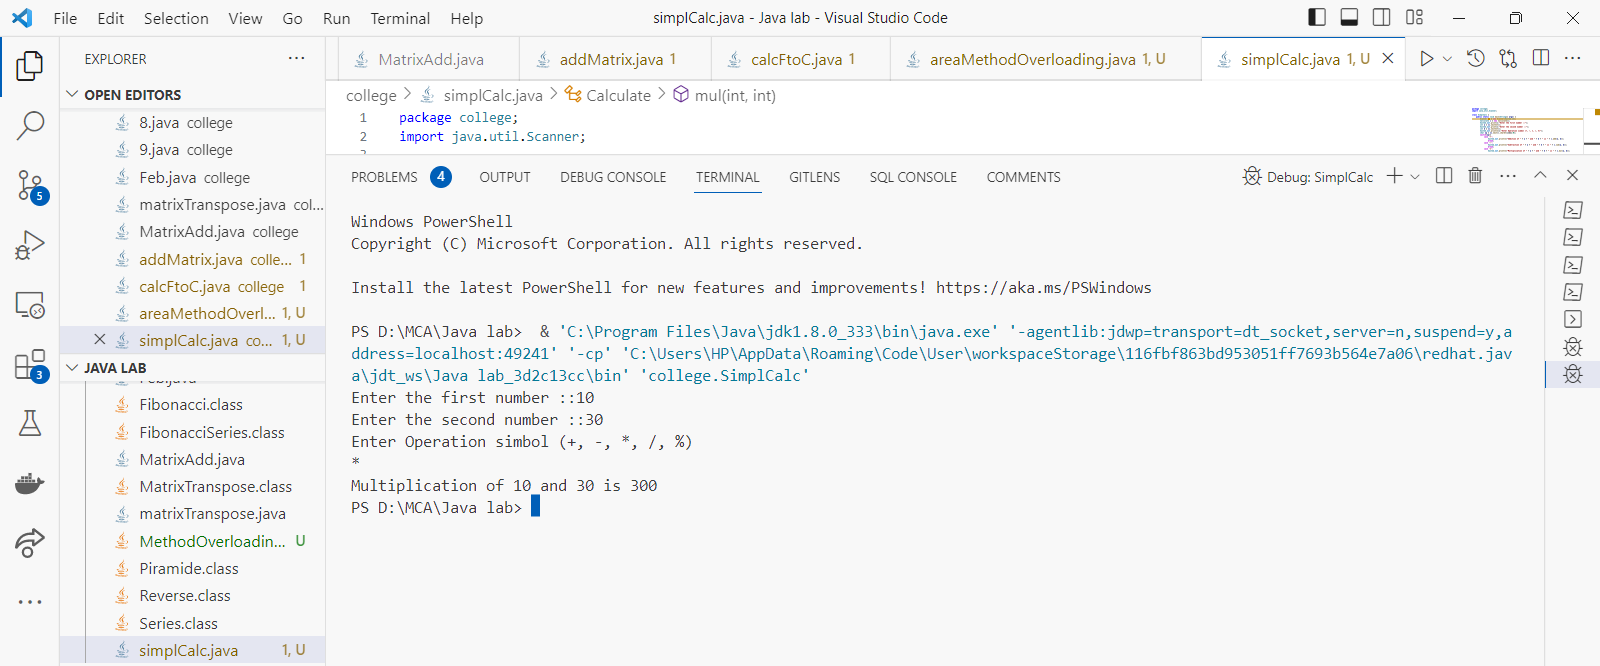 File Edit Selection View Go Run Terminal Help simplCalc.java - Java lab - Visual Studio Code
EXPLORER
OPEN EDITORS
8.java college
9.java college
Feb.java college
matrixTranspose.java col...
MatrixAdd.java college
addMatrix.java colle... 1
calcFtoC.java college 1
areaMethodOverl... 1, U
simplCalc.java co... 1, U
JAVA LAB
Feb.java
Fibonacci.class
FibonacciSeries.class
MatrixAdd.java
MatrixTranspose.class
matrixTranspose.java
MethodOverloadin... U
Piramide.class
Reverse.class
Series.class
simplCalc.java 1, U
5
3
MatrixAdd.java addMatrix.java 1 calcFtoC.java 1 areaMethodOverloading.java 1, U simplCalc.java 1, U
college > simplCalc.java > Calculate > mul(int, int)
1 package college;
2 import java.util.Scanner;
PROBLEMS 4 OUTPUT DEBUG CONSOLE TERMINAL GITLENS SQL CONSOLE COMMENTS Debug: SimplCalc
Windows PowerShell
Copyright (C) Microsoft Corporation. All rights reserved.
Install the latest PowerShell for new features and improvements! https://aka.ms/PSWindows
PS D:\MCA\Java lab> & 'C:\Program Files\Java\jdk1.8.0_333\bin\java.exe' '-agentlib:jdwp=transport=dt_socket,server=n,suspend=y,a
ddress=localhost:49241' '-cp' 'C:\Users\HP\AppData\Roaming\Code\User\workspaceStorage\116fbf863bd953051ff7693b564e7a06\redhat.jav
a\jdt_ws\Java lab_3d2c13cc\bin' 'college.SimplCalc'
Enter the first number ::10
Enter the second number ::30
Enter Operation simbol (+, -, *, /, %)
*
Multiplication of 10 and 30 is 300
PS D:\MCA\Java lab>